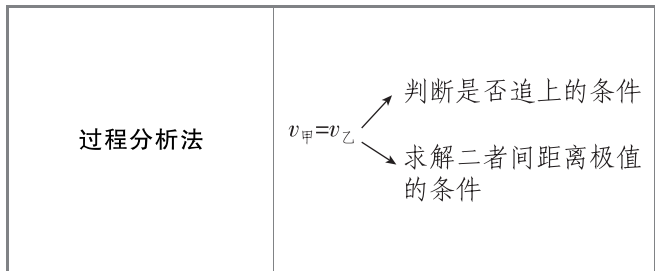 过程分析法
v甲=v乙
判断是否追上的条件
求解二者间距离极值
的条件